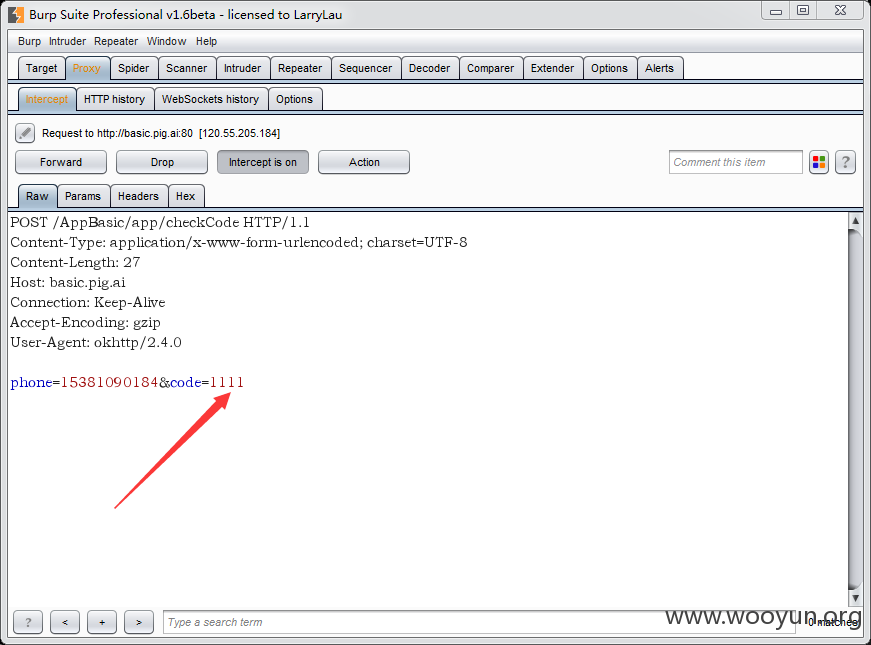 Burp Suite Professional v1.6beta - licensed to LarryLau
Burp Intruder Repeater Window Help
Target Proxy Spider Scanner Intruder Repeater Sequencer Decoder Comparer Extender Options Alerts
Intercept HTTP history WebSockets history Options
Request to http://basic.pig.ai:80 [120.55.205.184]
Forward Drop Intercept is on Action Comment this item ?
Raw Params Headers Hex
POST /AppBasic/app/checkCode HTTP/1.1
Content-Type: application/x-www-form-urlencoded; charset=UTF-8
Content-Length: 27
Host: basic.pig.ai
Connection: Keep-Alive
Accept-Encoding: gzip
User-Agent: okhttp/2.4.0
phone=15381090184&code=1111
? < + > Type a search term 0 matches
www.wooyun.org